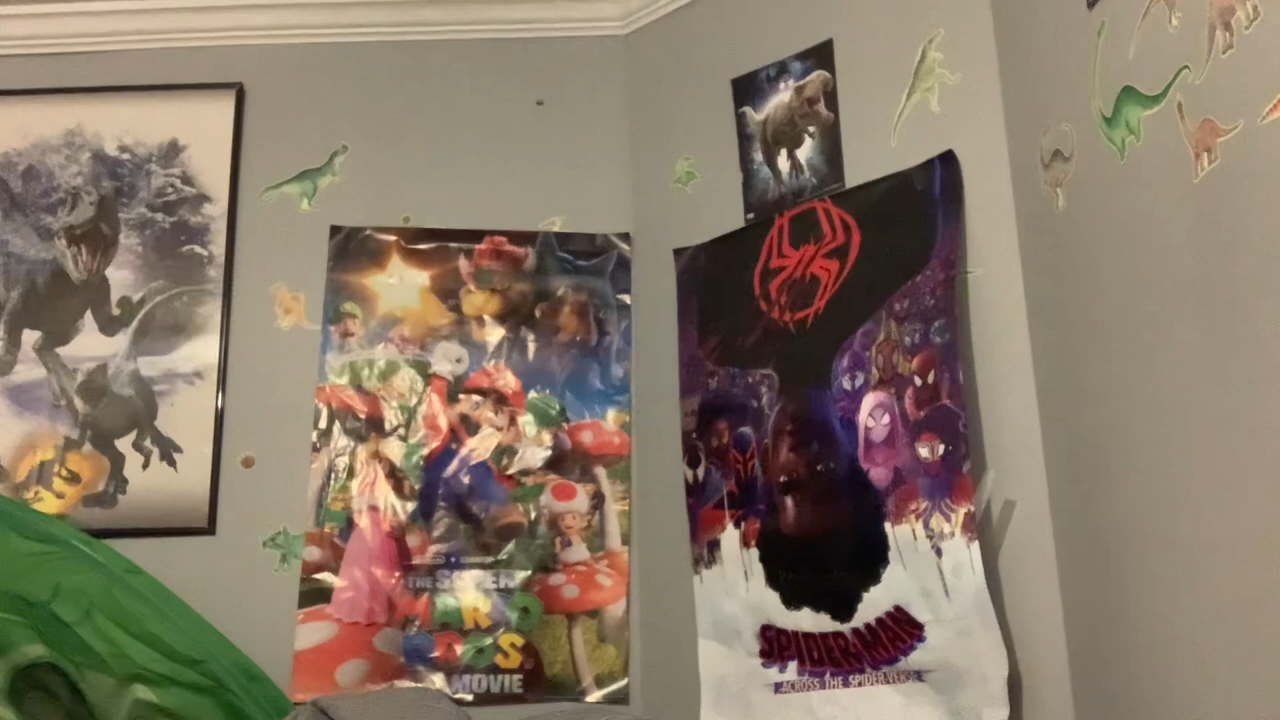 THE SUPER
MARIO
BROS.
MOVIE
SPIDER-MAN
ACROSS THE SPIDER-VERSE